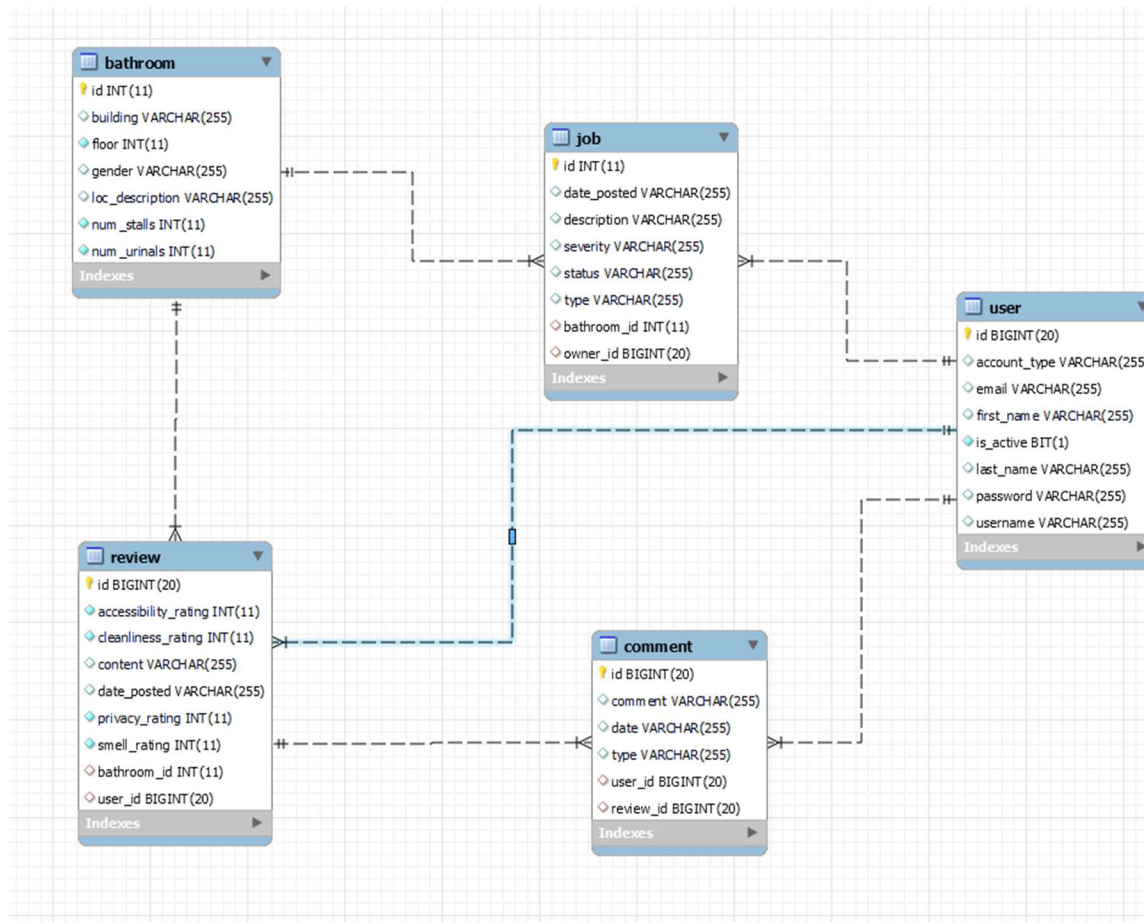 bathroom
id INT(11)
building VARCHAR(255)
floor INT(11)
gender VARCHAR(255)
loc_description VARCHAR(255)
num_stalls INT(11)
num_urinals INT(11)
Indexes
job
id INT(11)
date_posted VARCHAR(255)
description VARCHAR(255)
severity VARCHAR(255)
status VARCHAR(255)
type VARCHAR(255)
bathroom_id INT(11)
owner_id BIGINT(20)
Indexes
user
id BIGINT(20)
account_type VARCHAR(255
email VARCHAR(255)
first_name VARCHAR(255)
is_active BIT(1)
last_name VARCHAR(255)
password VARCHAR(255)
username VARCHAR(255)
Indexes
review
id BIGINT(20)
accessibility_rating INT(11)
cleanliness_rating INT(11)
content VARCHAR(255)
date_posted VARCHAR(255)
privacy_rating INT(11)
smell_rating INT(11)
bathroom_id INT(11)
user_id BIGINT(20)
Indexes
comment
id BIGINT(20)
comment VARCHAR(255)
date VARCHAR(255)
type VARCHAR(255)
user_id BIGINT(20)
review_id BIGINT(20)
Indexes